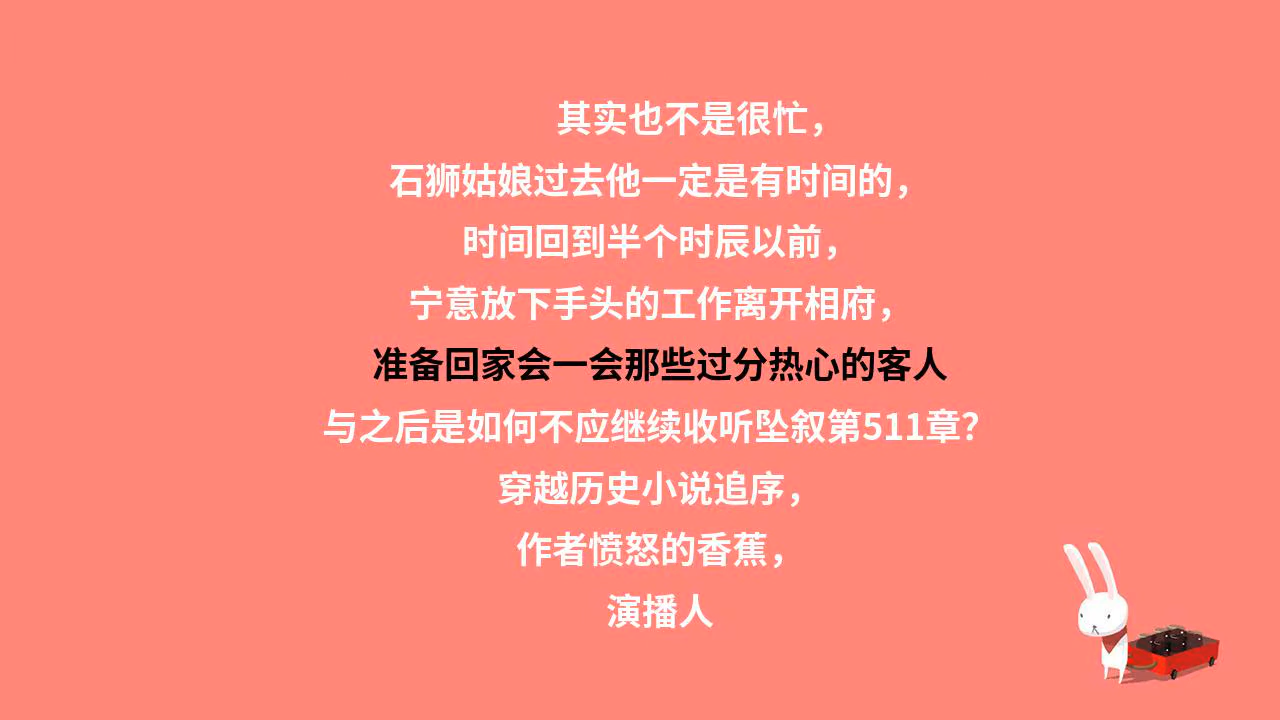 其实也不是很忙，
石狮姑娘过去他一定是有时间的，
时间回到半个时辰以前，
宁意放下手头的工作离开相府，
准备回家会一会那些过分热心的客人
与之后是如何不应继续收听坠叙第511章?
穿越历史小说追序，
作者愤怒的香蕉，
演播人